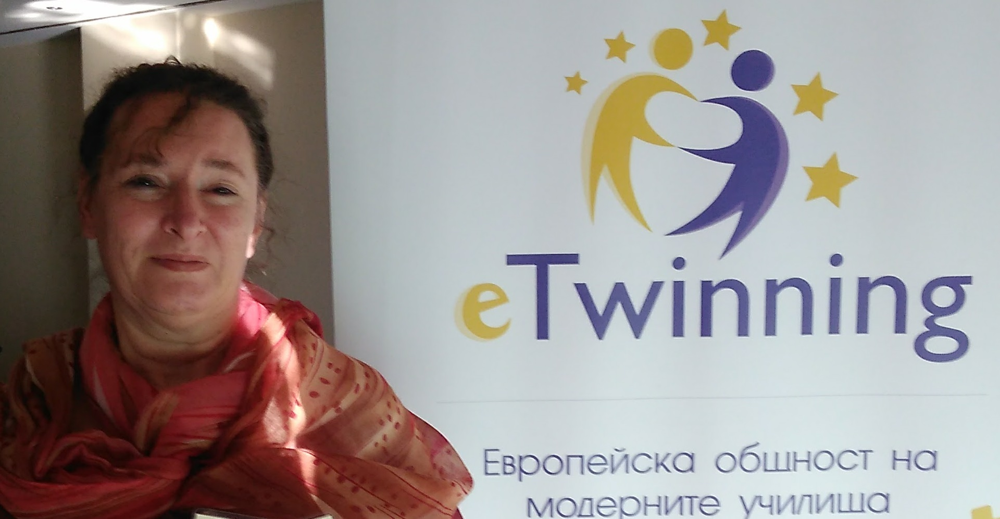 eTwinning
Европейска общност на
модерните училища